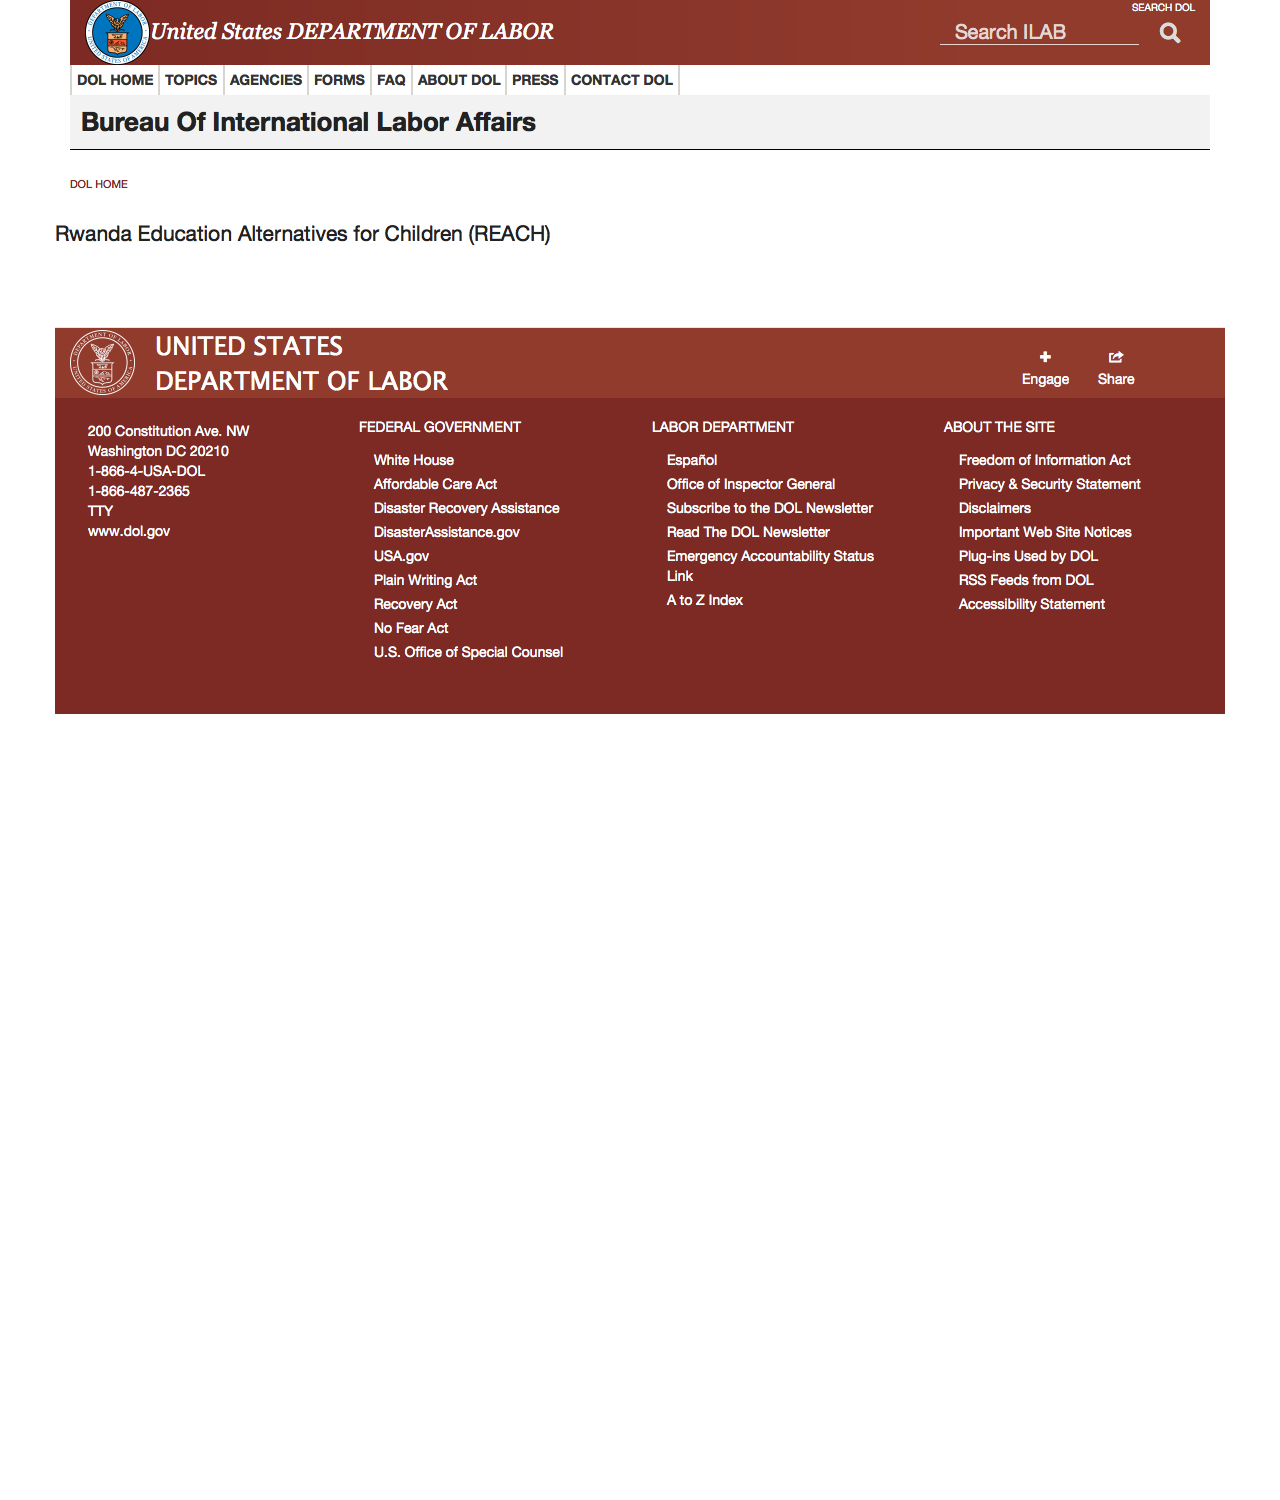 SEARCH DOL
United States DEPARTMENT OF LABOR
Search ILAB
DOL HOME TOPICS AGENCIES FORMS FAQ ABOUT DOL PRESS CONTACT DOL
Bureau Of International Labor Affairs
DOL HOME
Rwanda Education Alternatives for Children (REACH)
UNITED STATES
DEPARTMENT OF LABOR
Engage
Share
200 Constitution Ave. NW
Washington DC 20210
1-866-4-USA-DOL
1-866-487-2365
TTY
www.dol.gov
FEDERAL GOVERNMENT
White House
Affordable Care Act
Disaster Recovery Assistance
DisasterAssistance.gov
USA.gov
Plain Writing Act
Recovery Act
No Fear Act
U.S. Office of Special Counsel
LABOR DEPARTMENT
Español
Office of Inspector General
Subscribe to the DOL Newsletter
Read The DOL Newsletter
Emergency Accountability Status
Link
A to Z Index
ABOUT THE SITE
Freedom of Information Act
Privacy & Security Statement
Disclaimers
Important Web Site Notices
Plug-ins Used by DOL
RSS Feeds from DOL
Accessibility Statement